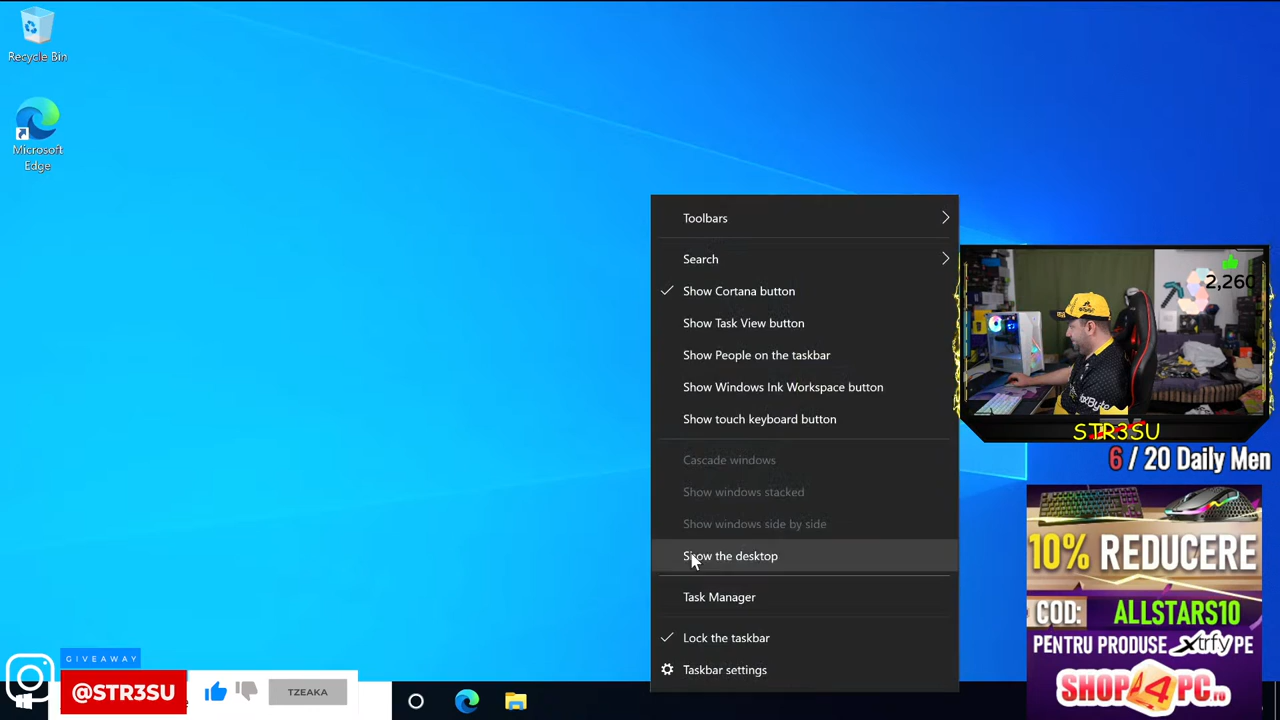 Recycle Bin
Microsoft
Edge
Toolbars
Search
Show Cortana button
Show Task View button
Show People on the taskbar
Show Windows Ink Workspace button
Show touch keyboard button
Cascade windows
Show windows stacked
Show windows side by side
Show the desktop
Task Manager
Lock the taskbar
Taskbar settings
2,260
STR3SU
6 / 20 Daily Men
10% REDUCERE
COD: ALLSTARS10
PENTRU PRODUSE xtrfy PE
SHOP4PC.ro
GIVEAWAY
@STR3SU
TZEAKA